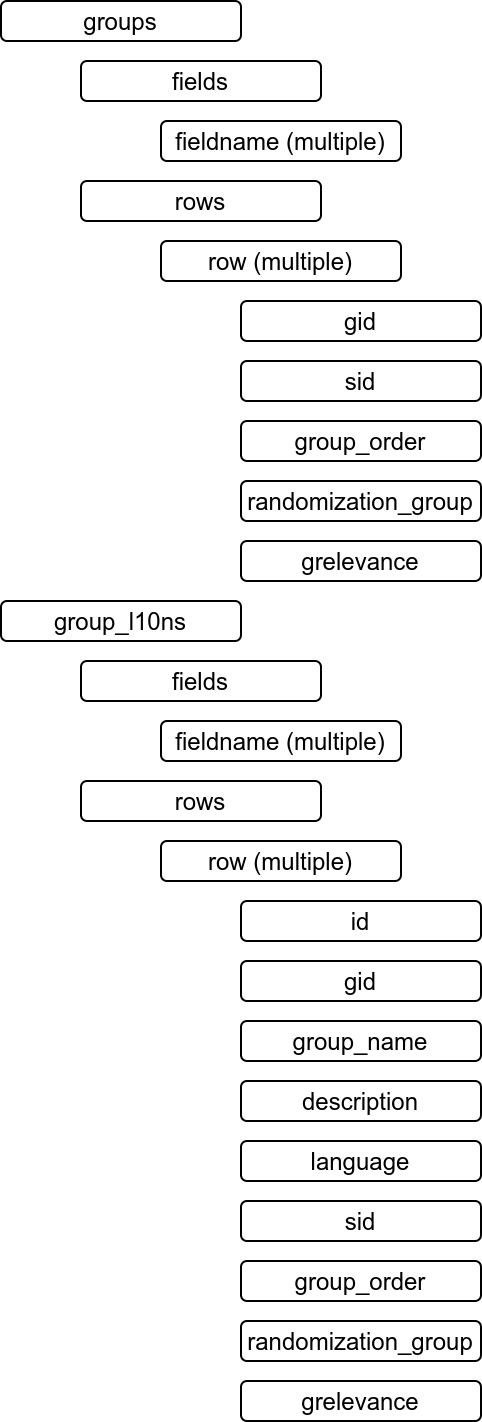 groups
fields
fieldname (multiple)
rows
row (multiple)
gid
sid
group_order
randomization_group
grelevance
group_l10ns
fields
fieldname (multiple)
rows
row (multiple)
id
gid
group_name
description
language
sid
group_order
randomization_group
grelevance